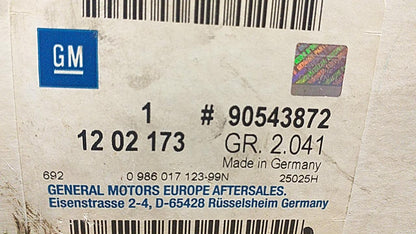 GM
1 # 90543872
12 02 173 GR. 2.041
Made in Germany
692 0 986 017 123-99N 25025H
GENERAL MOTORS EUROPE AFTERSALES.
Eisenstrasse 2-4, D-65428 Rüsselsheim Germany